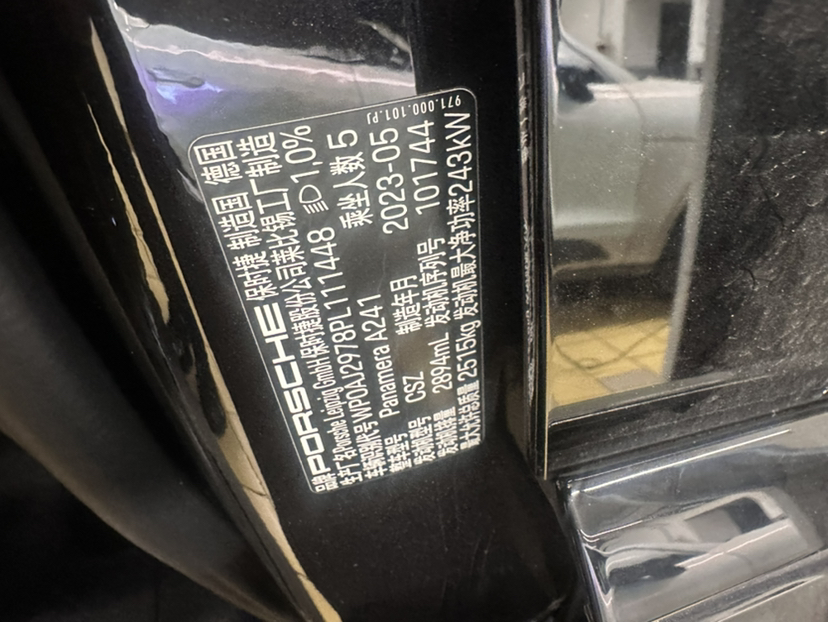 971.000.101.PJ
品牌 PORSCHE 保时捷 制造国 德国
生产厂名 Porsche Leipzig GmbH 保时捷股份公司莱比锡工厂 制造
车辆识别代号 WP0AJ2978PL111448 1,0%
整车型号 Panamera A241 乘坐人数 5
发动机型号 CSZ 制造年月 2023-05
发动机排量 2894mL 发动机序列号 101744
最大允许总质量 2515kg 发动机最大净功率 243kW